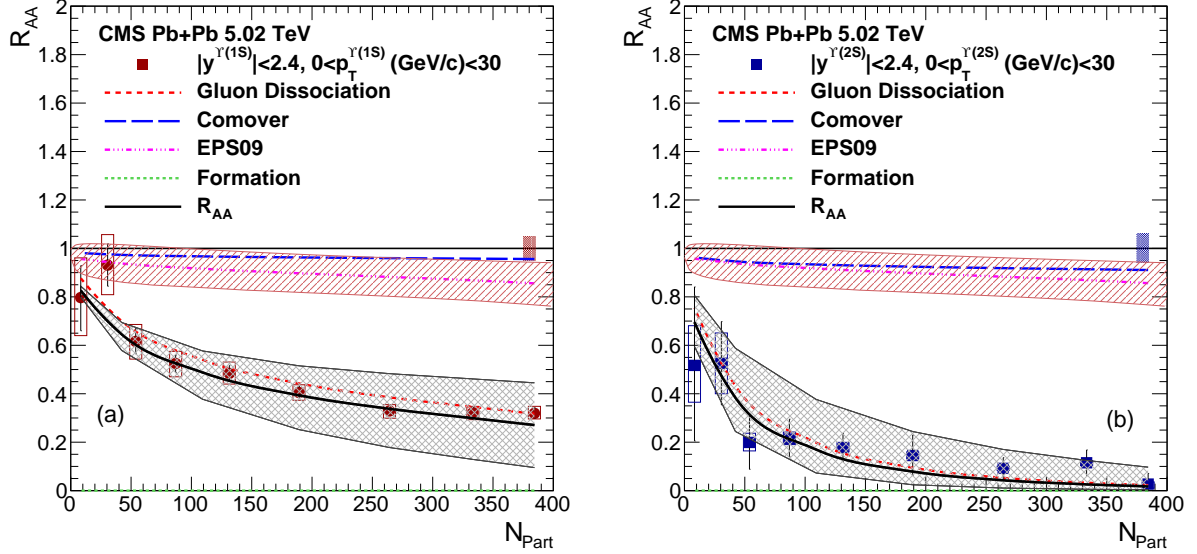 R_AA
2
1.8
1.6
1.4
1.2
1
0.8
0.6
0.4
0.2
0
CMS Pb+Pb 5.02 TeV
|y^ϒ(1S)|<2.4, 0<p_T^ϒ(1S) (GeV/c)<30
Gluon Dissociation
Comover
EPS09
Formation
R_AA
(a)
0 50 100 150 200 250 300 350 400
N_Part
R_AA
2
1.8
1.6
1.4
1.2
1
0.8
0.6
0.4
0.2
0
CMS Pb+Pb 5.02 TeV
|y^ϒ(2S)|<2.4, 0<p_T^ϒ(2S) (GeV/c)<30
Gluon Dissociation
Comover
EPS09
Formation
R_AA
(b)
0 50 100 150 200 250 300 350 400
N_Part